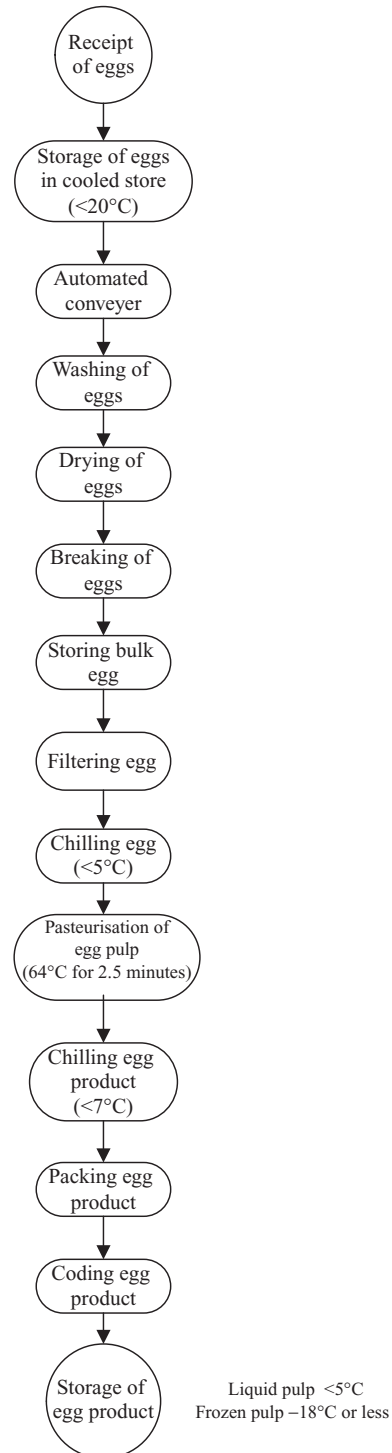 Receipt
of eggs
Storage of eggs
in cooled store
(<20°C)
Automated
conveyer
Washing of
eggs
Drying of
eggs
Breaking of
eggs
Storing bulk
egg
Filtering egg
Chilling egg
(<5°C)
Pasteurisation of
egg pulp
(64°C for 2.5 minutes)
Chilling egg
product
(<7°C)
Packing egg
product
Coding egg
product
Storage of
egg product
Liquid pulp <5°C
Frozen pulp –18°C or less